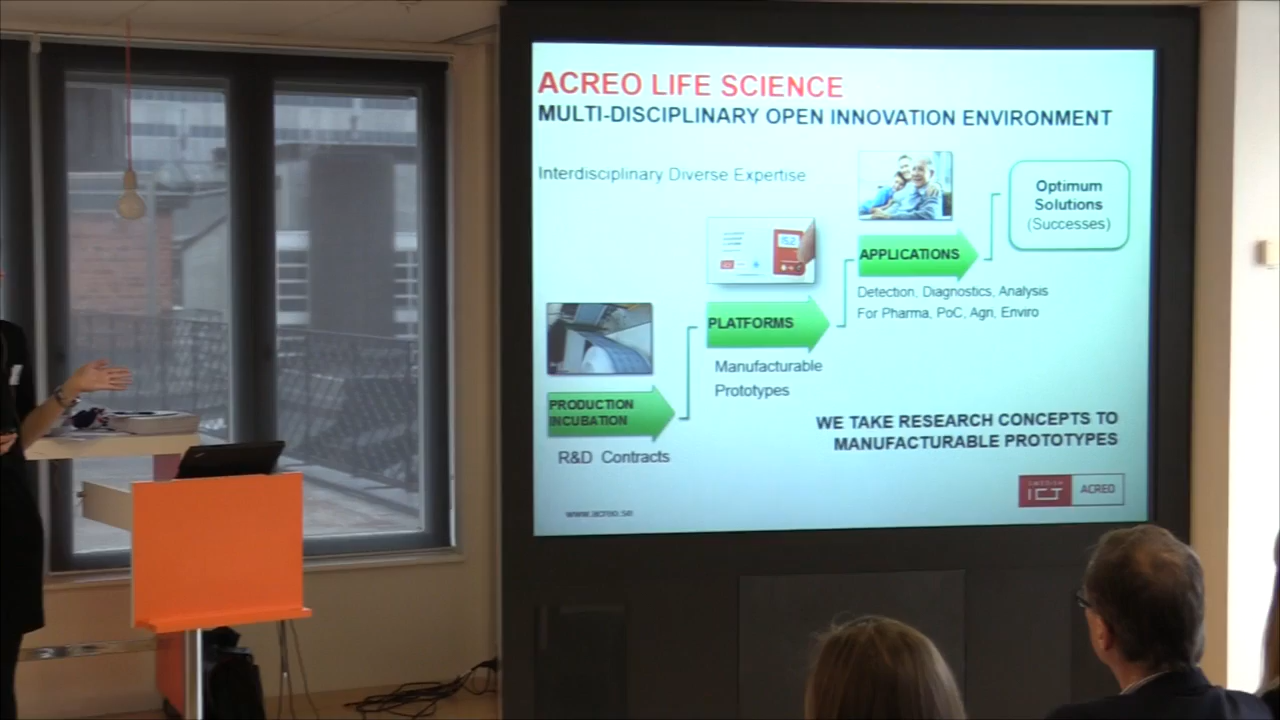 ACREO LIFE SCIENCE
MULTI-DISCIPLINARY OPEN INNOVATION ENVIRONMENT
Interdisciplinary Diverse Expertise
Optimum
Solutions
(Successes)
APPLICATIONS
Detection, Diagnostics, Analysis
For Pharma, PoC, Agri, Enviro
PLATFORMS
Manufacturable
Prototypes
PRODUCTION
INCUBATION
R&D Contracts
WE TAKE RESEARCH CONCEPTS TO
MANUFACTURABLE PROTOTYPES
SWEDISH
ICT
ACREO
www.acreo.se